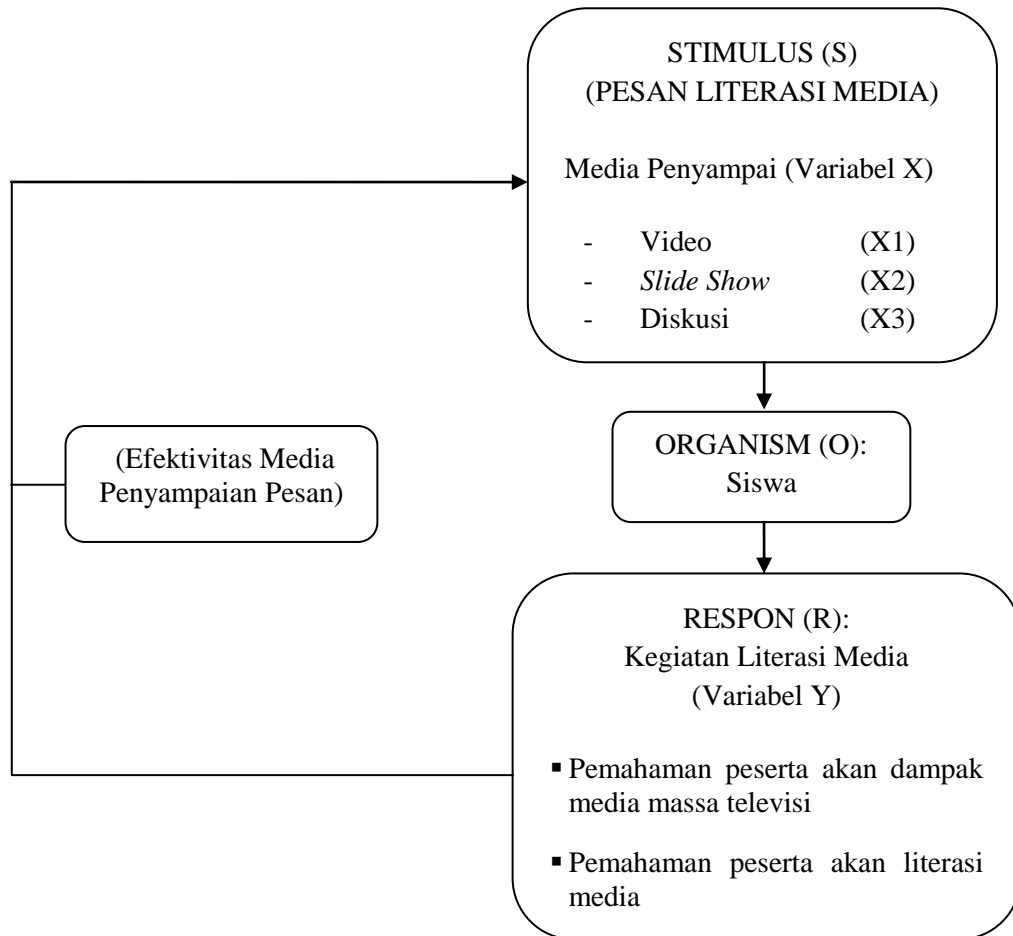 STIMULUS (S)
(PESAN LITERASI MEDIA)
Media Penyampai (Variabel X)
- Video (X1)
- Slide Show (X2)
- Diskusi (X3)
(Efektivitas Media
Penyampaian Pesan)
ORGANISM (O):
Siswa
RESPON (R):
Kegiatan Literasi Media
(Variabel Y)
▪ Pemahaman peserta akan dampak
media massa televisi
▪ Pemahaman peserta akan literasi
media